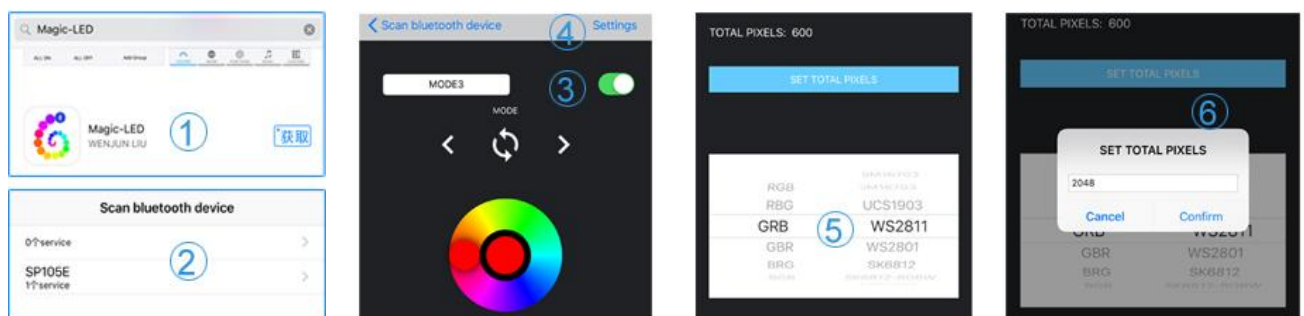 Magic-LED
ALL ON
ALL OFF
Add Group
Magic-LED
WENJUN LIU
①
获取
Scan bluetooth device
0个service
SP105E
1个service
②
Scan bluetooth device
④
Settings
MODE3
③
MODE
TOTAL PIXELS: 600
SET TOTAL PIXELS
RGB
RBG UCS1903
GRB WS2811
⑤
GBR WS2801
BRG SK6812
TOTAL PIXELS: 600
SET TOTAL PIXELS
⑥
SET TOTAL PIXELS
2048
Cancel Confirm
GRB WS2811
GBR WS2801
BRG SK6812